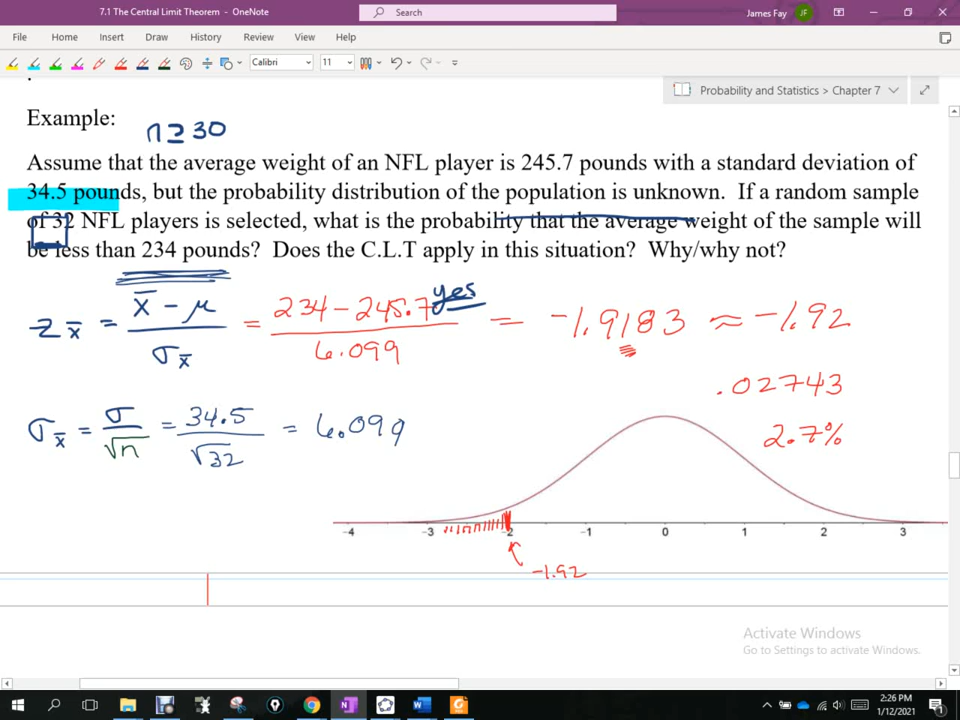 7.1 The Central Limit Theorem - OneNote
Search
James Fay
JF
File Home Insert Draw History Review View Help
Calibri 11
Probability and Statistics > Chapter 7
Example:
n ≥ 30
Assume that the average weight of an NFL player is 245.7 pounds with a standard deviation of
34.5 pounds, but the probability distribution of the population is unknown. If a random sample
of 32 NFL players is selected, what is the probability that the average weight of the sample will
be less than 234 pounds? Does the C.L.T apply in this situation? Why/why not?
yes
z x̄ = x̄ - μ / σ x̄ = 234 - 245.7 / 6.099 = -1.9183 ≈ -1.92
.02743
2.7%
σ x̄ = σ / √n = 34.5 / √32 = 6.099
-4 -3 -2 -1 0 1 2 3
-1.92
Activate Windows
Go to Settings to activate Windows.
2:26 PM
1/12/2021